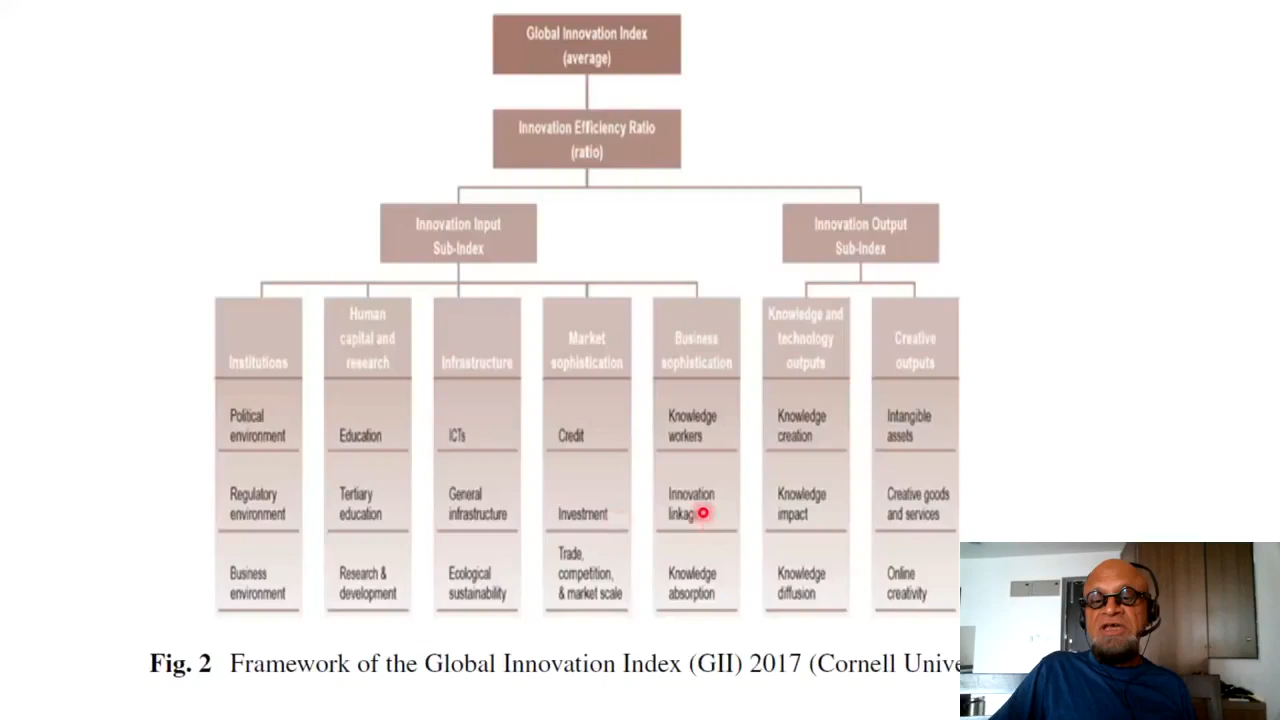 Global Innovation Index
(average)
Innovation Efficiency Ratio
(ratio)
Innovation Input
Sub-Index
Innovation Output
Sub-Index
Institutions
Human
capital and
research
Infrastructure
Market
sophistication
Business
sophistication
Knowledge and
technology
outputs
Creative
outputs
Political
environment
Education
ICTs
Credit
Knowledge
workers
Knowledge
creation
Intangible
assets
Regulatory
environment
Tertiary
education
General
infrastructure
Investment
Innovation
linkag
Knowledge
impact
Creative goods
and services
Business
environment
Research &
development
Ecological
sustainability
Trade,
competition,
& market scale
Knowledge
absorption
Knowledge
diffusion
Online
creativity
Fig. 2 Framework of the Global Innovation Index (GII) 2017 (Cornell Unive